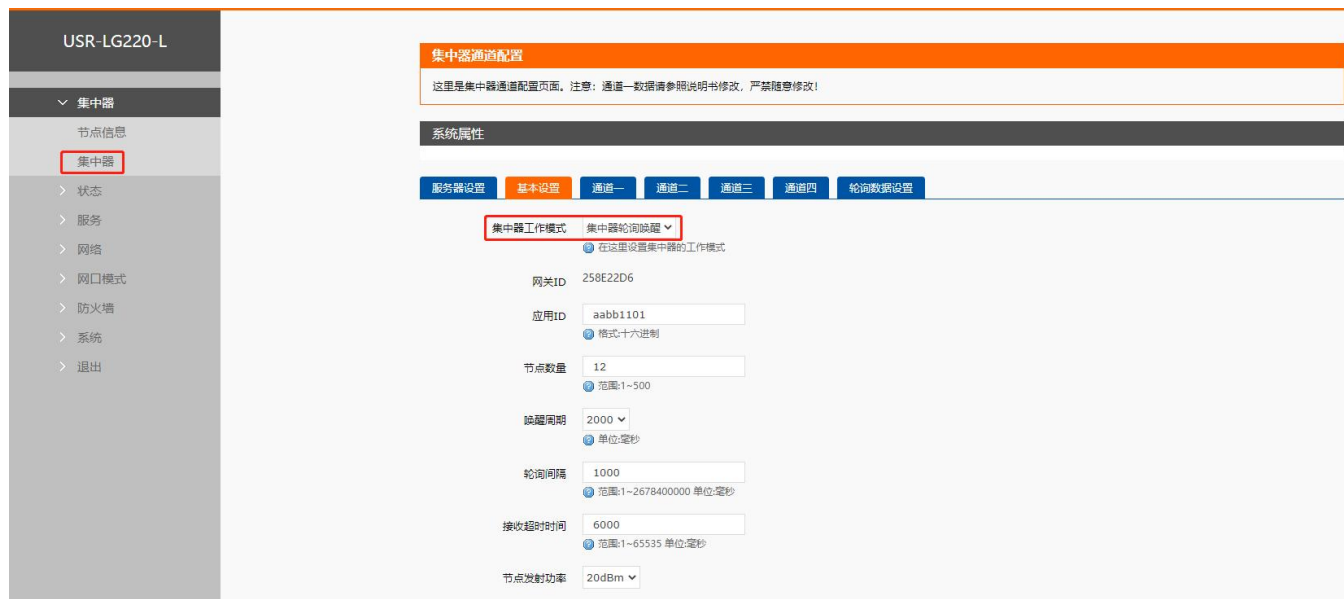 USR-LG220-L
集中器
节点信息
集中器
状态
服务
网络
网口模式
防火墙
系统
退出
集中器通道配置
这里是集中器通道配置页面。注意：通道一数据请参照说明书修改，严禁随意修改！
系统属性
服务器设置 基本设置 通道一 通道二 通道三 通道四 轮询数据设置
集中器工作模式 集中器轮询唤醒
在这里设置集中器的工作模式
网关ID 258E22D6
应用ID aabb1101
格式:十六进制
节点数量 12
范围:1~500
唤醒周期 2000
单位:毫秒
轮询间隔 1000
范围:1~2678400000 单位:毫秒
接收超时时间 6000
范围:1~65535 单位:毫秒
节点发射功率 20dBm